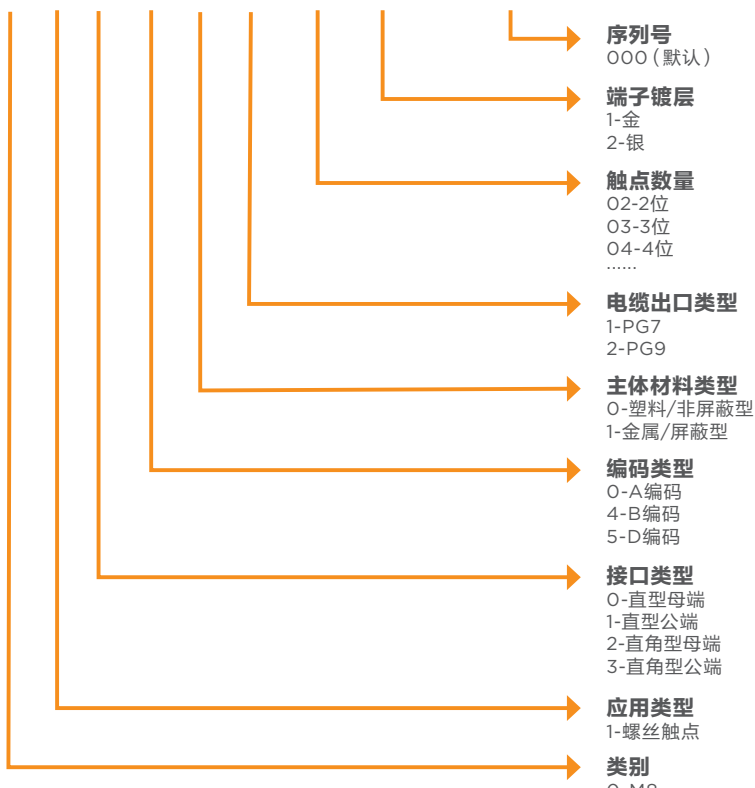 序列号
000（默认）
端子镀层
1-金
2-银
触点数量
02-2位
03-3位
04-4位
......
电缆出口类型
1-PG7
2-PG9
主体材料类型
0-塑料/非屏蔽型
1-金属/屏蔽型
编码类型
0-A编码
4-B编码
5-D编码
接口类型
0-直型母端
1-直型公端
2-直角型母端
3-直角型公端
应用类型
1-螺丝触点
类别